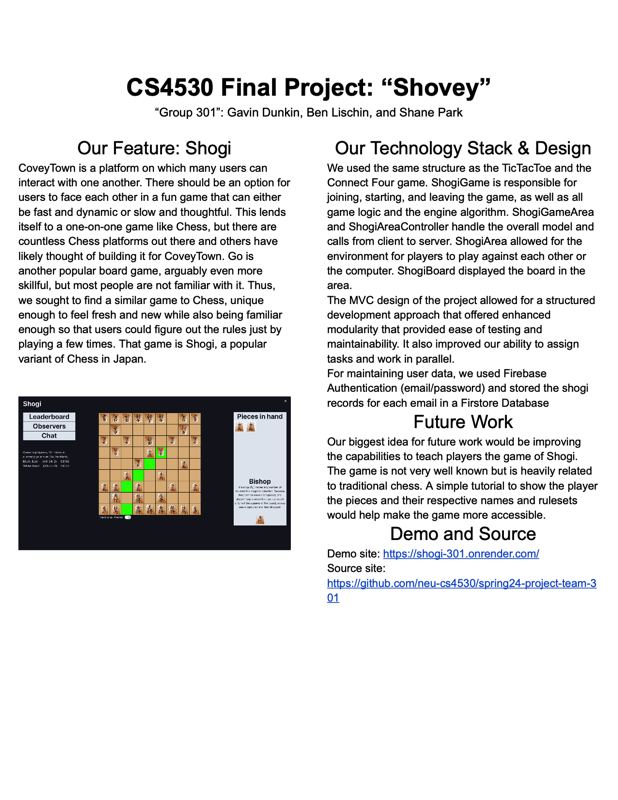 CS4530 Final Project: “Shovey”
“Group 301”: Gavin Dunkin, Ben Lischin, and Shane Park
Our Feature: Shogi
CoveyTown is a platform on which many users can
interact with one another. There should be an option for
users to face each other in a fun game that can either
be fast and dynamic or slow and thoughtful. This lends
itself to a one-on-one game like Chess, but there are
countless Chess platforms out there and others have
likely thought of building it for CoveyTown. Go is
another popular board game, arguably even more
skillful, but most people are not familiar with it. Thus,
we sought to find a similar game to Chess, unique
enough to feel fresh and new while also being familiar
enough so that users could figure out the rules just by
playing a few times. That game is Shogi, a popular
variant of Chess in Japan.
Shogi
Leaderboard
Observers
Chat
Pieces in hand
Bishop
Our Technology Stack & Design
We used the same structure as the TicTacToe and the
Connect Four game. ShogiGame is responsible for
joining, starting, and leaving the game, as well as all
game logic and the engine algorithm. ShogiGameArea
and ShogiAreaController handle the overall model and
calls from client to server. ShogiArea allowed for the
environment for players to play against each other or
the computer. ShogiBoard displayed the board in the
area.
The MVC design of the project allowed for a structured
development approach that offered enhanced
modularity that provided ease of testing and
maintainability. It also improved our ability to assign
tasks and work in parallel.
For maintaining user data, we used Firebase
Authentication (email/password) and stored the shogi
records for each email in a Firstore Database
Future Work
Our biggest idea for future work would be improving
the capabilities to teach players the game of Shogi.
The game is not very well known but is heavily related
to traditional chess. A simple tutorial to show the player
the pieces and their respective names and rulesets
would help make the game more accessible.
Demo and Source
Demo site: https://shogi-301.onrender.com/
Source site:
https://github.com/neu-cs4530/spring24-project-team-3
01